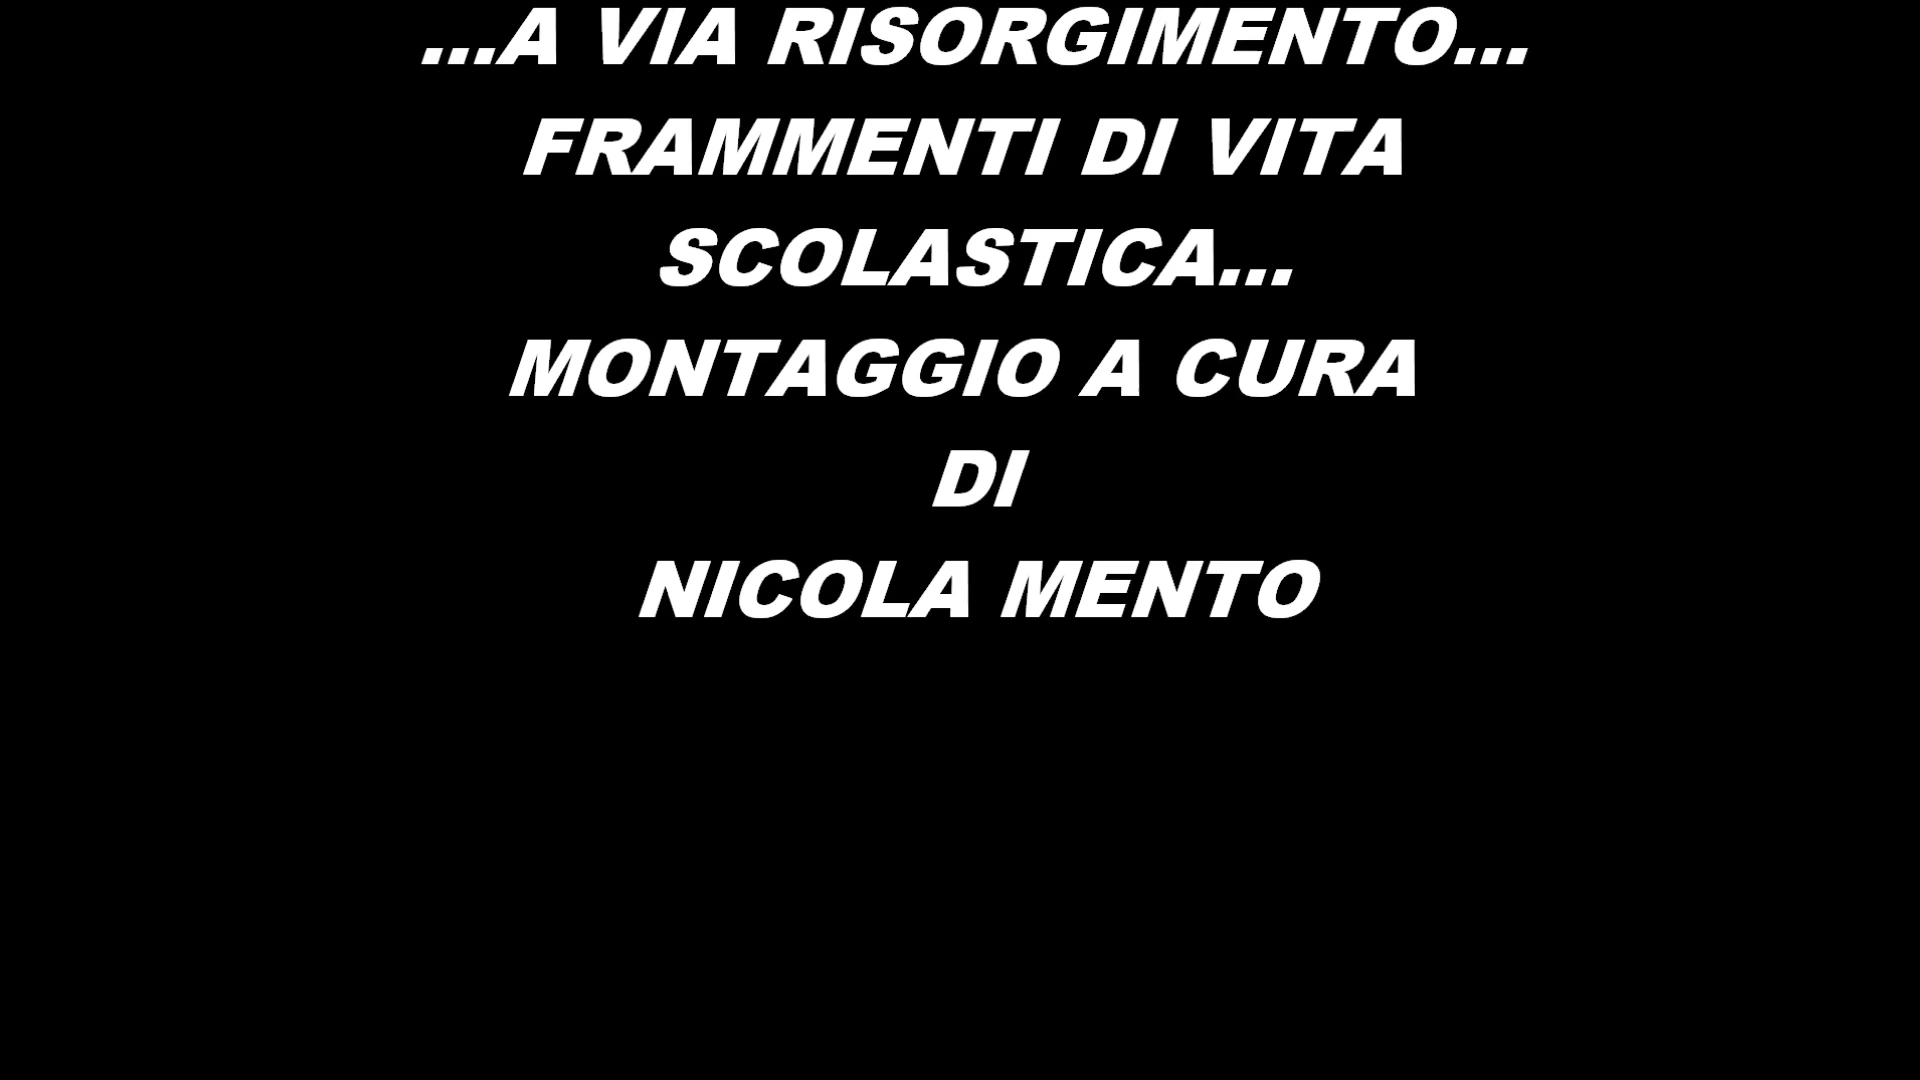 ...A VIA RISORGIMENTO...
FRAMMENTI DI VITA
SCOLASTICA...
MONTAGGIO A CURA
DI
NICOLA MENTO